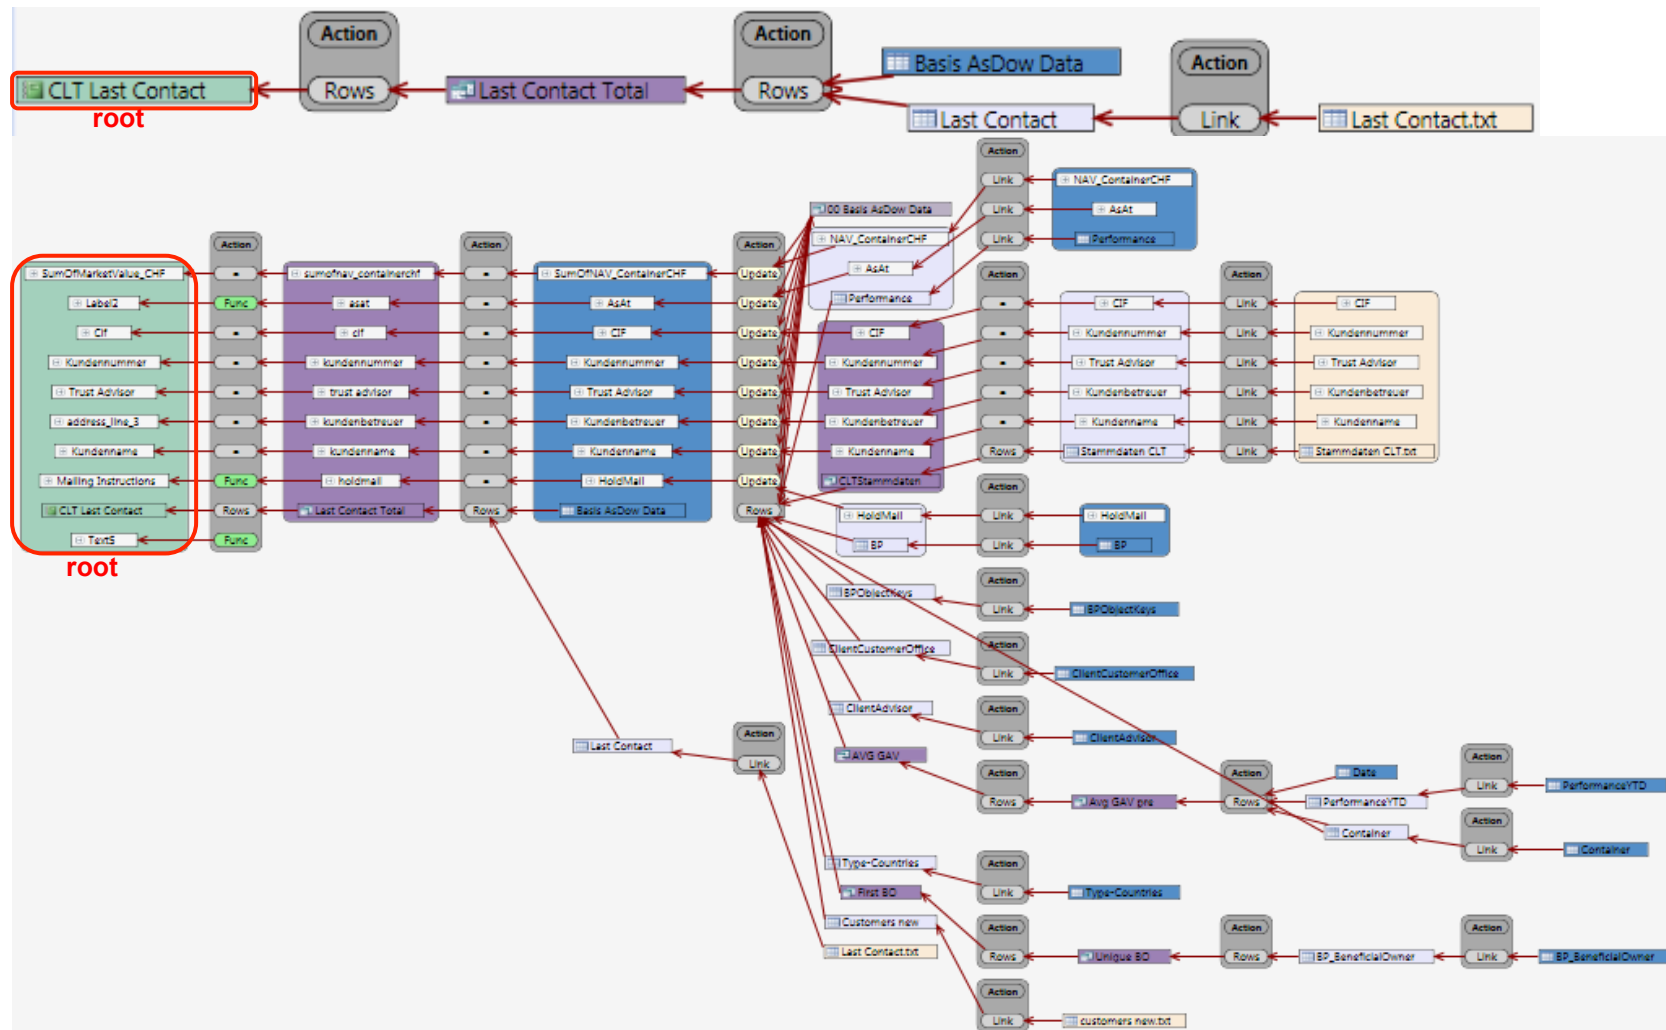 Action
Action
Basis AsDow Data
Action
CLT Last Contact
Rows
Last Contact Total
Rows
root
Last Contact
Link
Last Contact.txt
Action
Link
NAV_ContainerCHF
00 Basis AsDow Data
Link
AsAt
Action
Action
Action
NAV_ContainerCHF
Link
Performance
SumOfMarketValue_CHF
=
sumofnav_containerchf
=
SumOfNAV_ContainerCHF
Update
AsAt
Action
Action
Label2
Func
asat
=
AsAt
Update
Performance
=
CIF
Link
CIF
Cif
=
cif
=
CIF
Update
CIF
=
Kundennummer
Link
Kundennummer
Kundennummer
=
kundennummer
=
Kundennummer
Update
Kundennummer
=
Trust Advisor
Link
Trust Advisor
Trust Advisor
=
trust advisor
=
Trust Advisor
Update
Trust Advisor
=
Kundenbetreuer
Link
Kundenbetreuer
address_line_3
=
kundenbetreuer
=
Kundenbetreuer
Update
Kundenbetreuer
=
Kundenname
Link
Kundenname
Kundenname
=
kundenname
=
Kundenname
Update
Kundenname
Rows
Stammdaten CLT
Link
Stammdaten CLT.txt
Mailing Instructions
Func
holdmail
=
HoldMail
Update
CLTStammdaten
Action
CLT Last Contact
Rows
Last Contact Total
Rows
Basis AsDow Data
Rows
HoldMail
Link
HoldMail
Text5
Func
BP
Link
BP
root
Action
BPObjectKeys
Link
BPObjectKeys
Action
ClientCustomerOffice
Link
ClientCustomerOffice
ClientAdvisor
Action
Last Contact
Action
Link
ClientAdvisor
Link
AVG GAV
Action
Action
Date
Action
Rows
Avg GAV pre
Rows
PerformanceYTD
Link
PerformanceYTD
Container
Action
Link
Container
Type-Countries
Action
First BO
Link
Type-Countries
Customers new
Action
Action
Action
Last Contact.txt
Rows
Unique BO
Rows
BP_BeneficialOwner
Link
BP_BeneficialOwner
Action
Link
customers new.txt